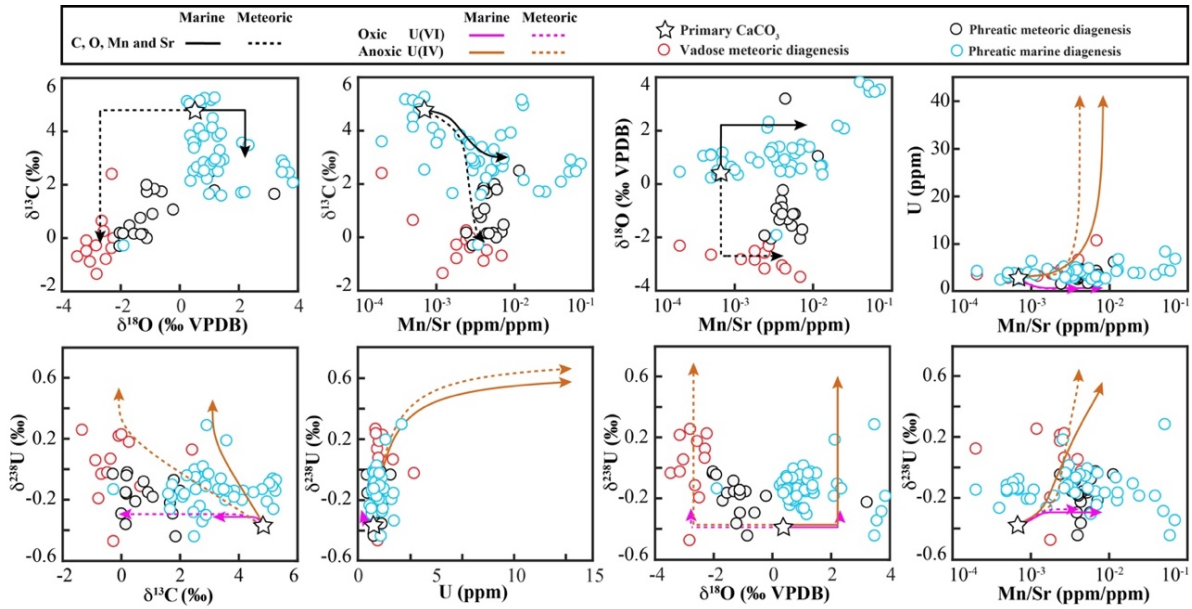 Marine Meteoric
C, O, Mn and Sr
Marine Meteoric
Oxic U(VI)
Anoxic U(IV)
Primary CaCO3
Vadose meteoric diagenesis
Phreatic meteoric diagenesis
Phreatic marine diagenesis
6
4
2
0
-2
δ13C (‰)
-4 -2 0 2 4
δ18O (‰ VPDB)
6
4
2
0
-2
δ13C (‰)
10-4 10-3 10-2 10-1
Mn/Sr (ppm/ppm)
4
2
0
-2
-4
δ18O (‰ VPDB)
10-3 10-2 10-1
Mn/Sr (ppm/ppm)
40
30
20
10
0
U (ppm)
10-4 10-3 10-2 10-1
Mn/Sr (ppm/ppm)
0.6
0.2
-0.2
-0.6
δ238U (‰)
-2 0 2 4 6
δ13C (‰)
0.6
0.2
-0.2
-0.6
δ238U (‰)
0 5 10 15
U (ppm)
0.6
0.2
-0.2
-0.6
δ238U (‰)
-4 -2 0 2 4
δ18O (‰ VPDB)
0.6
0.2
-0.2
-0.6
δ238U (‰)
10-4 10-3 10-2 10-1
Mn/Sr (ppm/ppm)